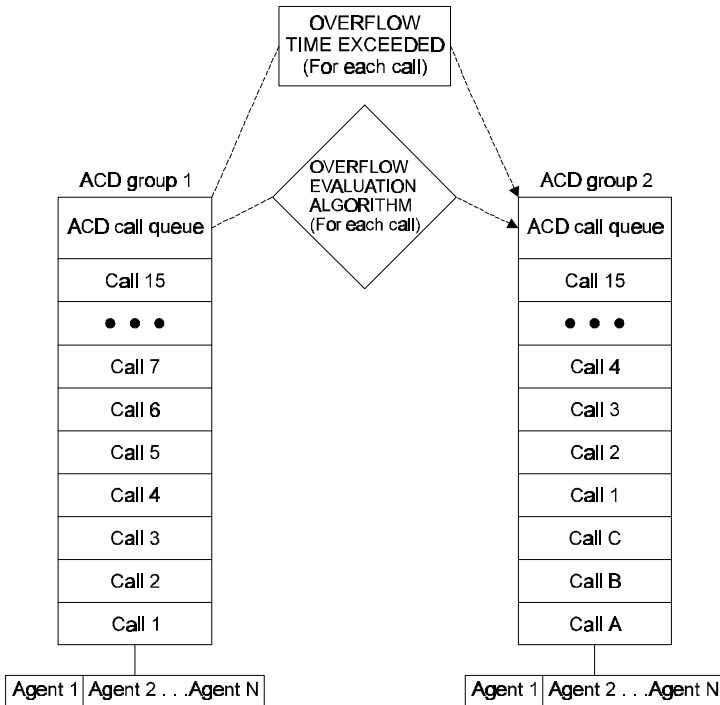 OVERFLOW
TIME EXCEEDED
(For each call)
OVERFLOW
EVALUATION
ALGORITHM
(For each call)
ACD group 1
ACD call queue
Call 15
• • •
Call 7
Call 6
Call 5
Call 4
Call 3
Call 2
Call 1
Agent 1 Agent 2 . . .Agent N
ACD group 2
ACD call queue
Call 15
• • •
Call 4
Call 3
Call 2
Call 1
Call C
Call B
Call A
Agent 1 Agent 2 . . .Agent N